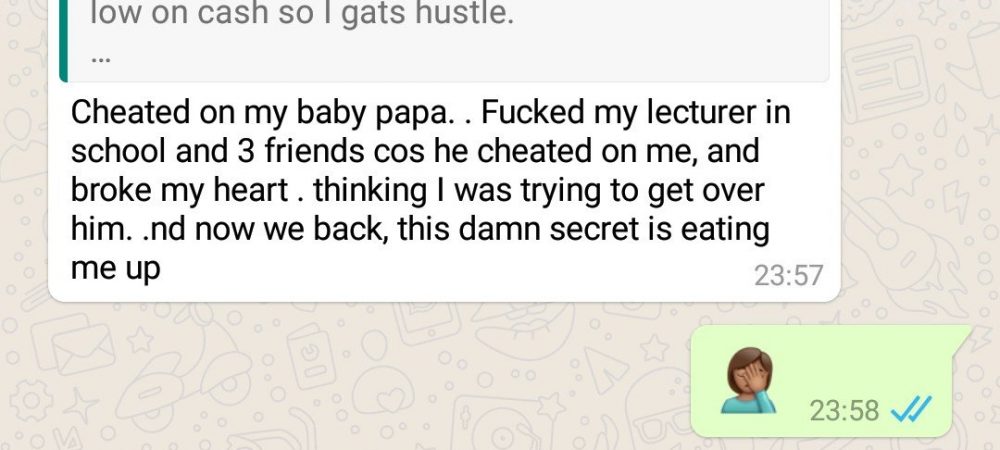 low on cash so I gats hustle.
...
Cheated on my baby papa. . Fucked my lecturer in
school and 3 friends cos he cheated on me, and
broke my heart . thinking I was trying to get over
him. .nd now we back, this damn secret is eating
me up
23:57
🤦🏽‍♀️
23:58